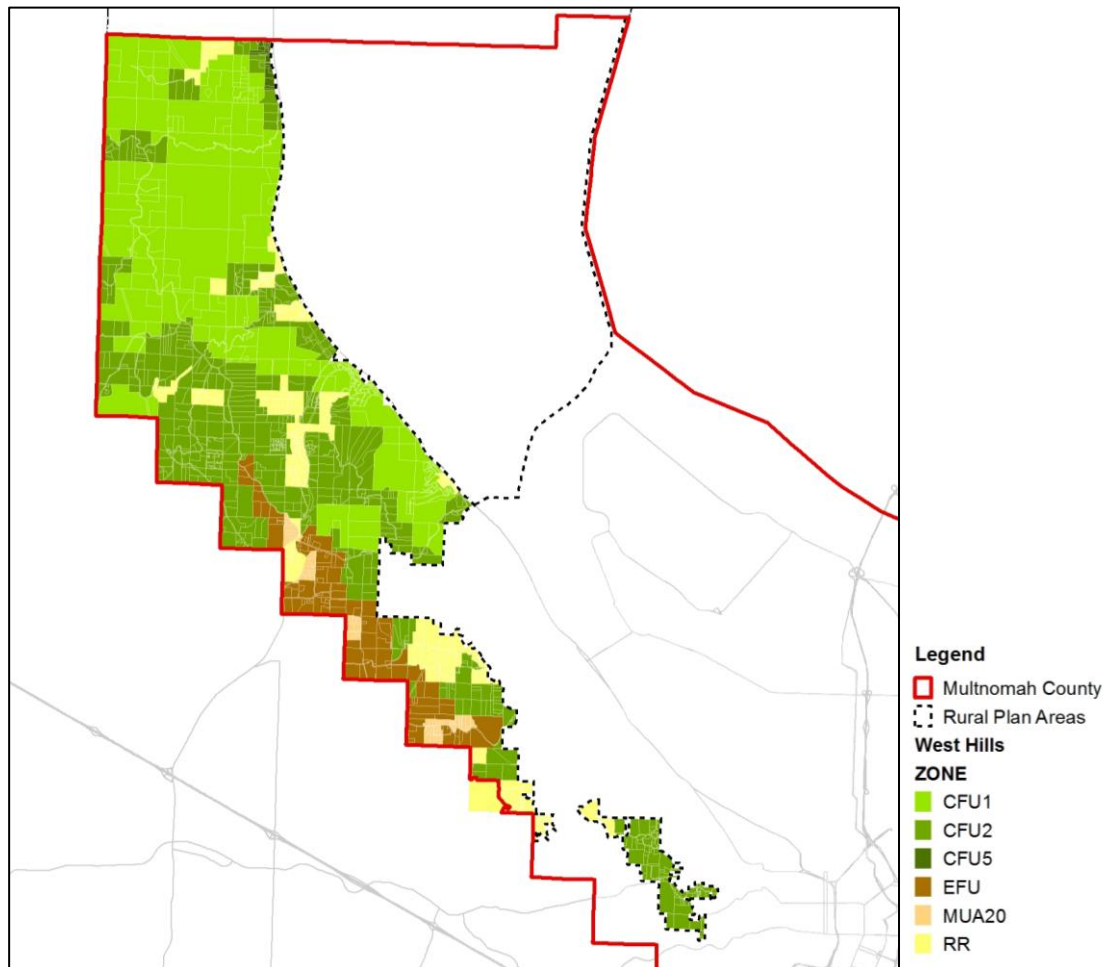 Legend
Multnomah County
Rural Plan Areas
West Hills
ZONE
CFU1
CFU2
CFU5
EFU
MUA20
RR